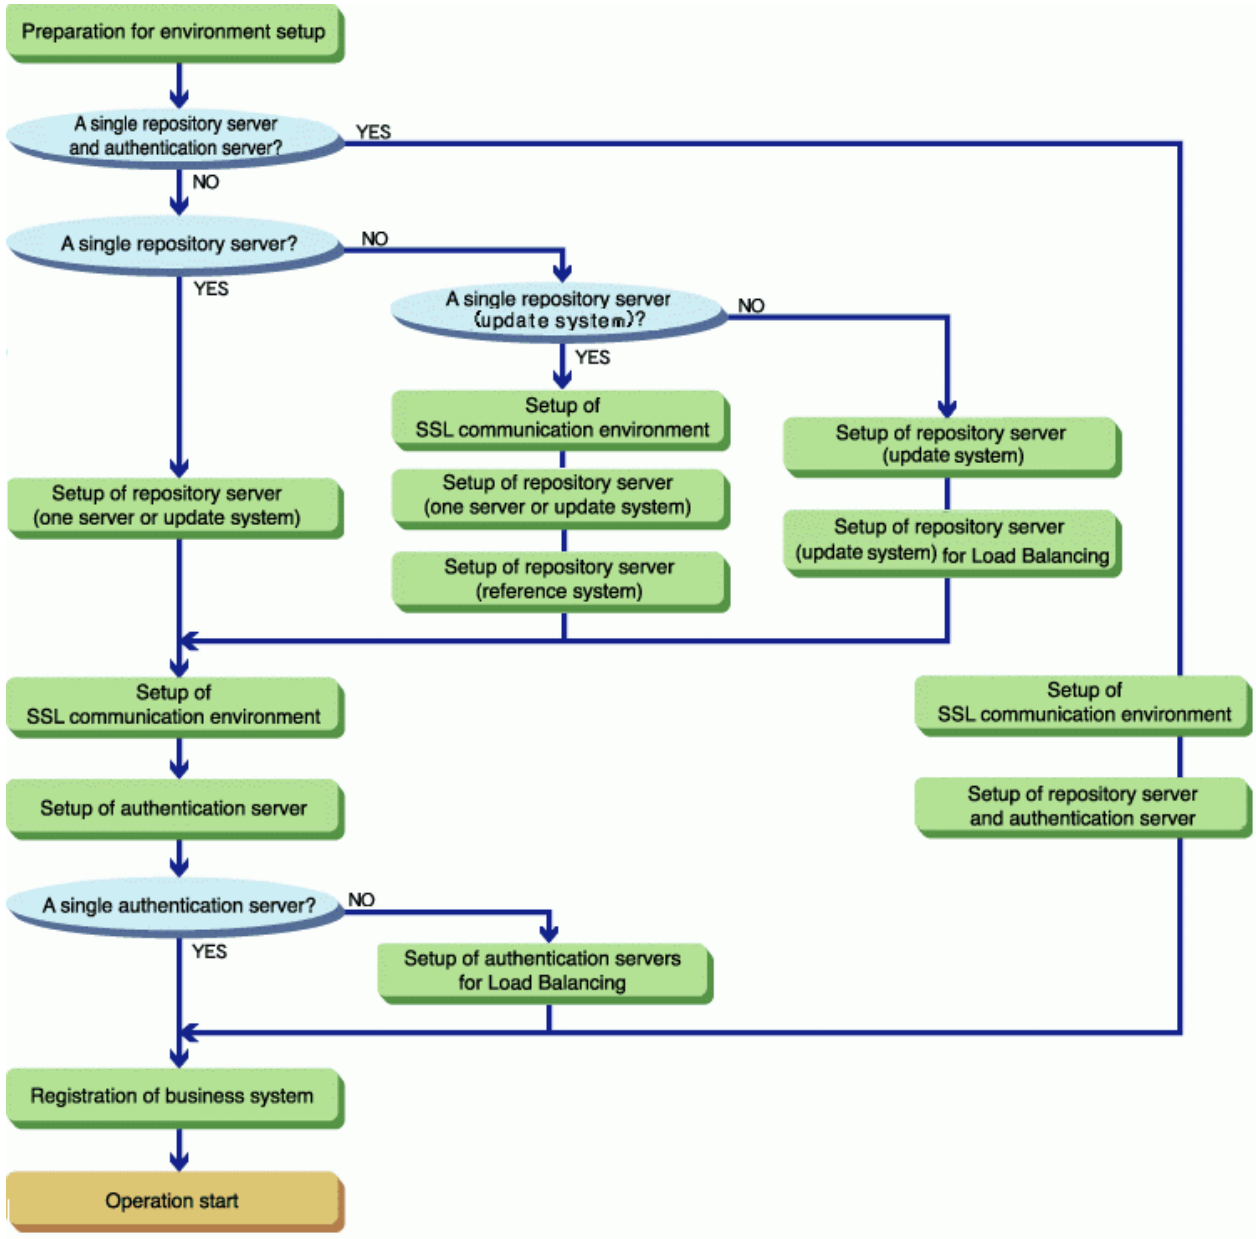 Preparation for environment setup
A single repository server
and authentication server?
YES
NO
A single repository server?
NO
YES
A single repository server
(update system)?
NO
YES
Setup of
SSL communication environment
Setup of repository server
(update system)
Setup of repository server
(one server or update system)
Setup of repository server
(one server or update system)
Setup of repository server
(update system) for Load Balancing
Setup of repository server
(reference system)
Setup of
SSL communication environment
Setup of
SSL communication environment
Setup of authentication server
Setup of repository server
and authentication server
A single authentication server?
NO
YES
Setup of authentication servers
for Load Balancing
Registration of business system
Operation start